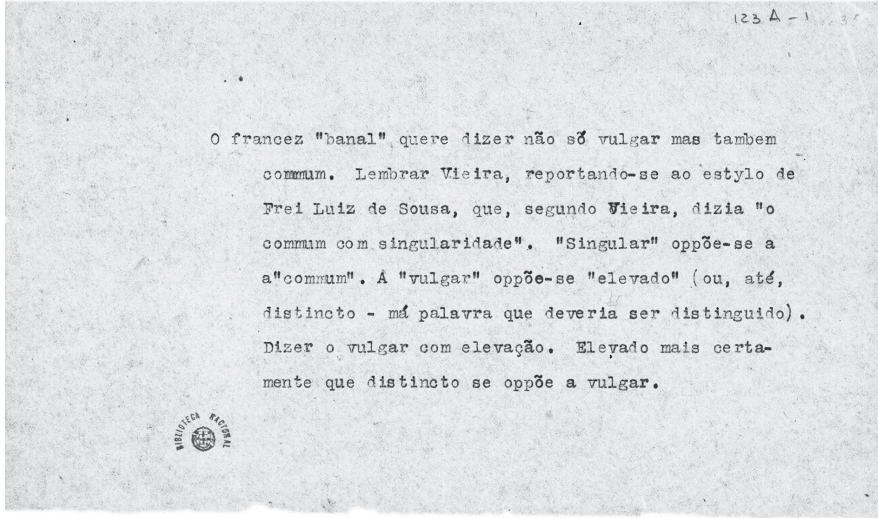 123 A - 1 35
O francez "banal" quere dizer não só vulgar mas tambem
commum. Lembrar Vieira, reportando-se ao estylo de
Frei Luiz de Sousa, que, segundo Vieira, dizia "o
commum com singularidade". "Singular" oppõe-se a
a"commum". A "vulgar" oppõe-se "elevado" (ou, até,
distincto - má palavra que deveria ser distinguido).
Dizer o vulgar com elevação. Elevado mais certa-
mente que distincto se oppõe a vulgar.
BIBLIOTECA NACIONAL